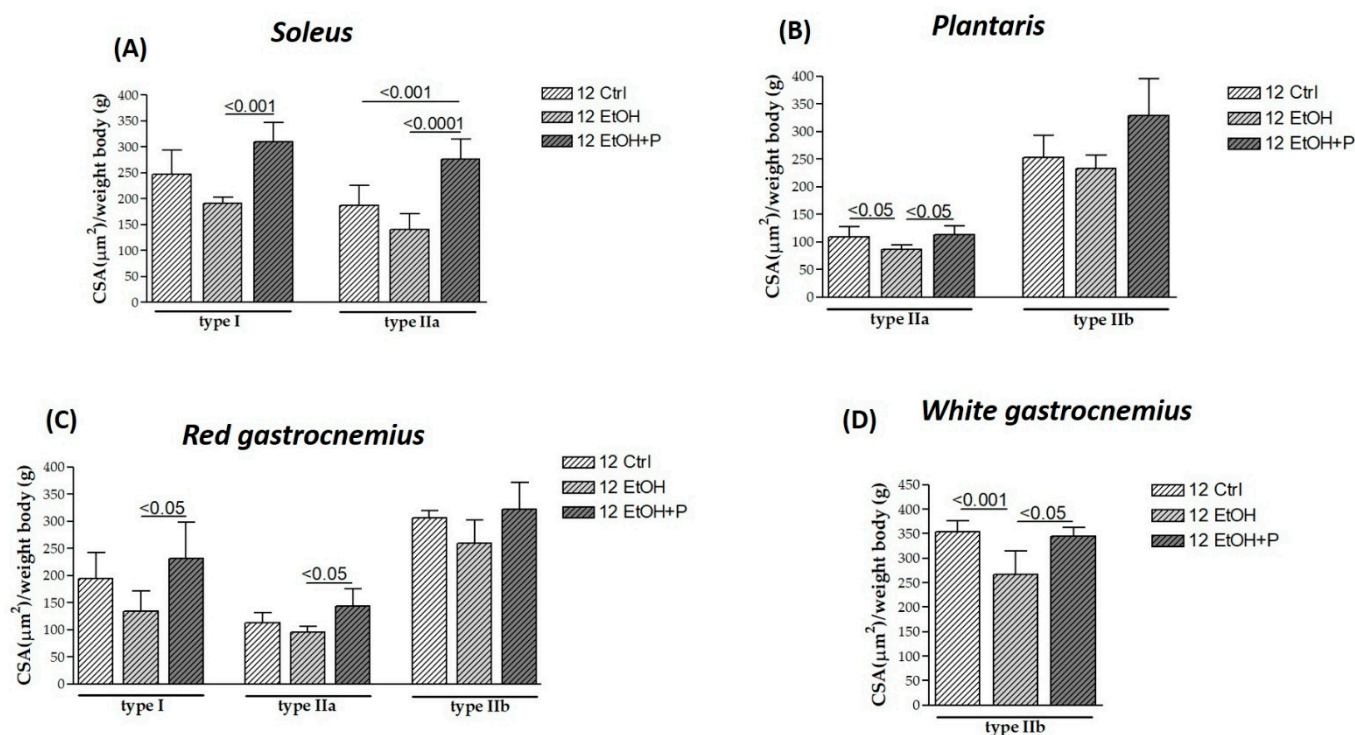 (A)
Soleus
CSA(μm²)/weight body (g)
400
350
300
250
200
150
100
50
0
<0.001
<0.001
<0.0001
type I
type IIa
12 Ctrl
12 EtOH
12 EtOH+P
(B)
Plantaris
CSA(μm²)/weight body (g)
400
350
300
250
200
150
100
50
0
<0.05
<0.05
type IIa
type IIb
12 Ctrl
12 EtOH
12 EtOH+P
(C)
Red gastrocnemius
CSA(μm²)/weight body (g)
400
350
300
250
200
150
100
50
0
<0.05
<0.05
type I
type IIa
type IIb
12 Ctrl
12 EtOH
12 EtOH+P
(D)
White gastrocnemius
CSA(μm²)/weight body (g)
450
400
350
300
250
200
150
100
50
0
<0.001
<0.05
type IIb
12 Ctrl
12 EtOH
12 EtOH+P